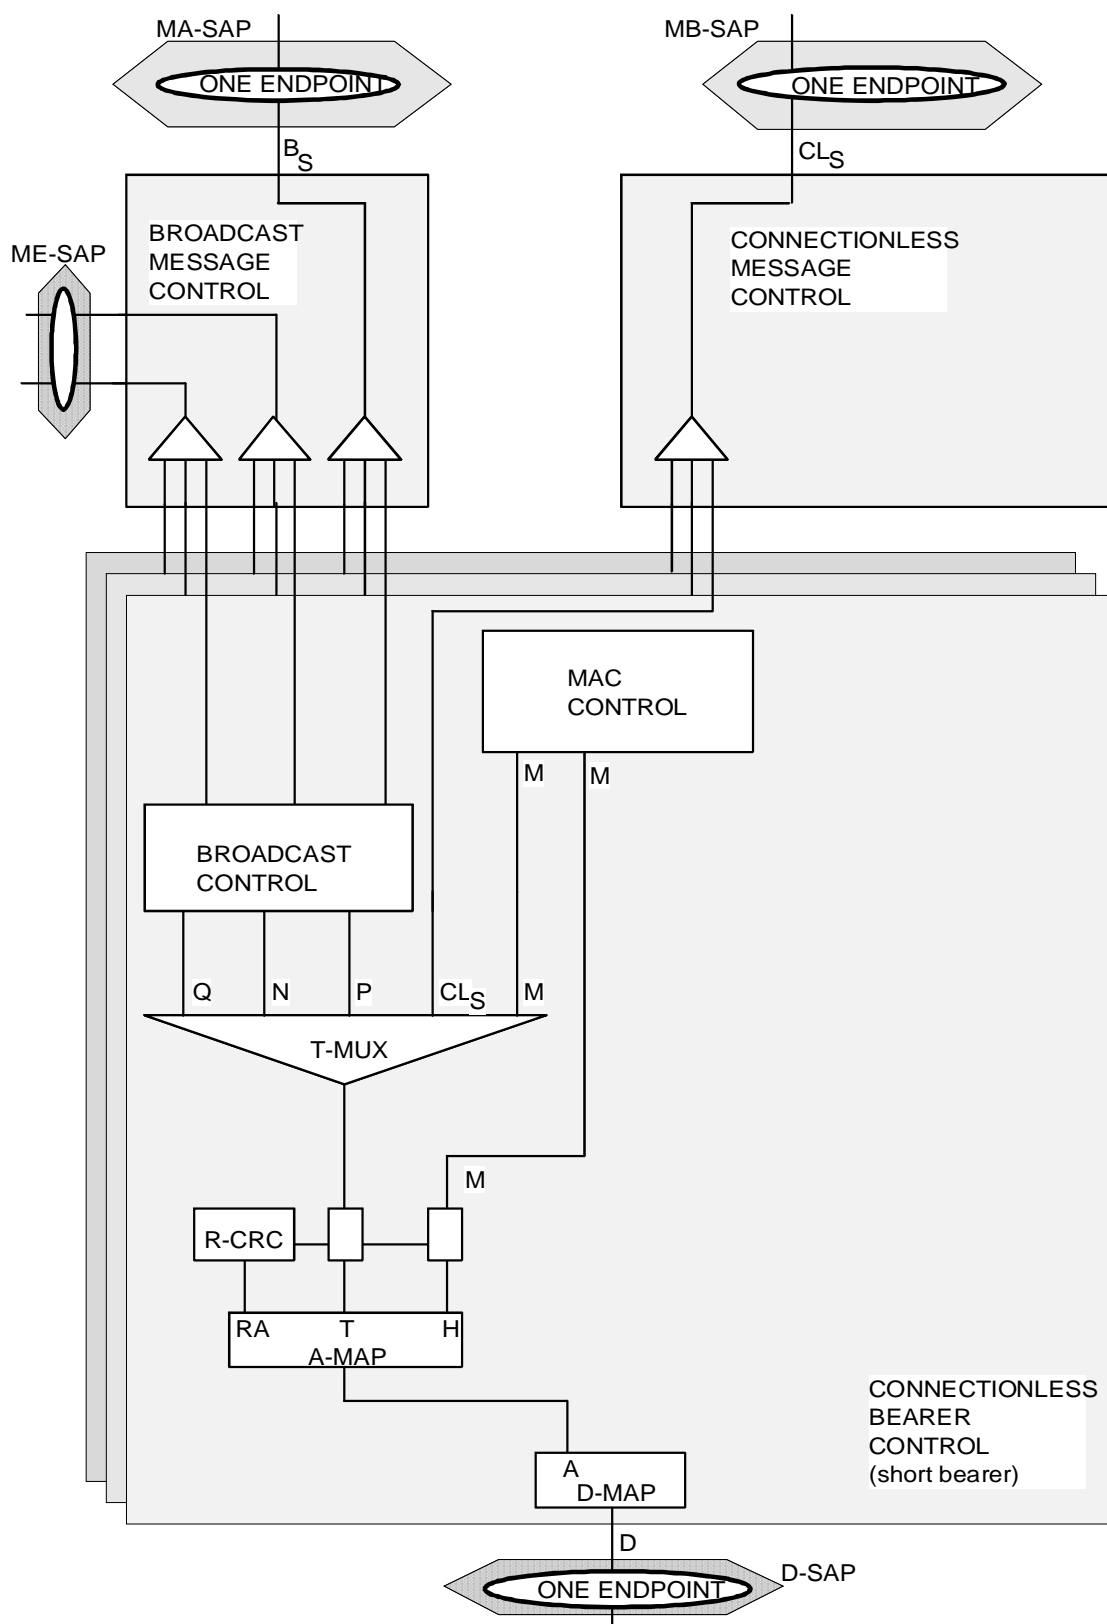 MA-SAP
MB-SAP
ONE ENDPOINT
ONE ENDPOINT
BS
CLS
ME-SAP
BROADCAST
MESSAGE
CONTROL
CONNECTIONLESS
MESSAGE
CONTROL
MAC
CONTROL
M
M
BROADCAST
CONTROL
Q
N
P
CLS
M
T-MUX
M
R-CRC
RA
T
H
A-MAP
CONNECTIONLESS
BEARER
CONTROL
(short bearer)
A
D-MAP
D
D-SAP
ONE ENDPOINT